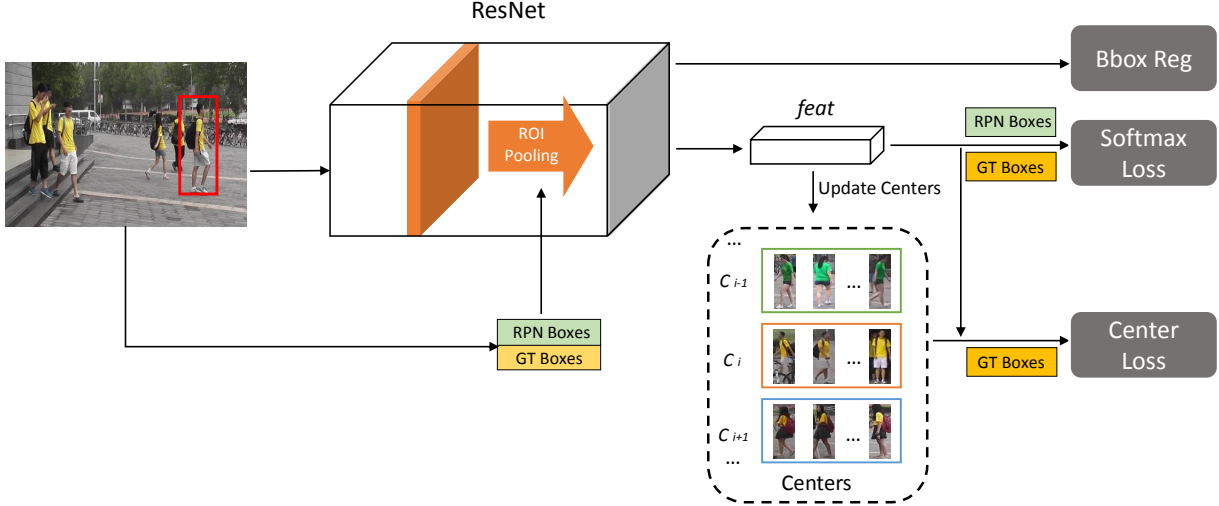 ResNet
Bbox Reg
feat
RPN Boxes
ROI
Pooling
Softmax
Loss
GT Boxes
Update Centers
...
C i-1
...
RPN Boxes
GT Boxes
C i
...
GT Boxes
Center
Loss
C i+1
...
...
Centers